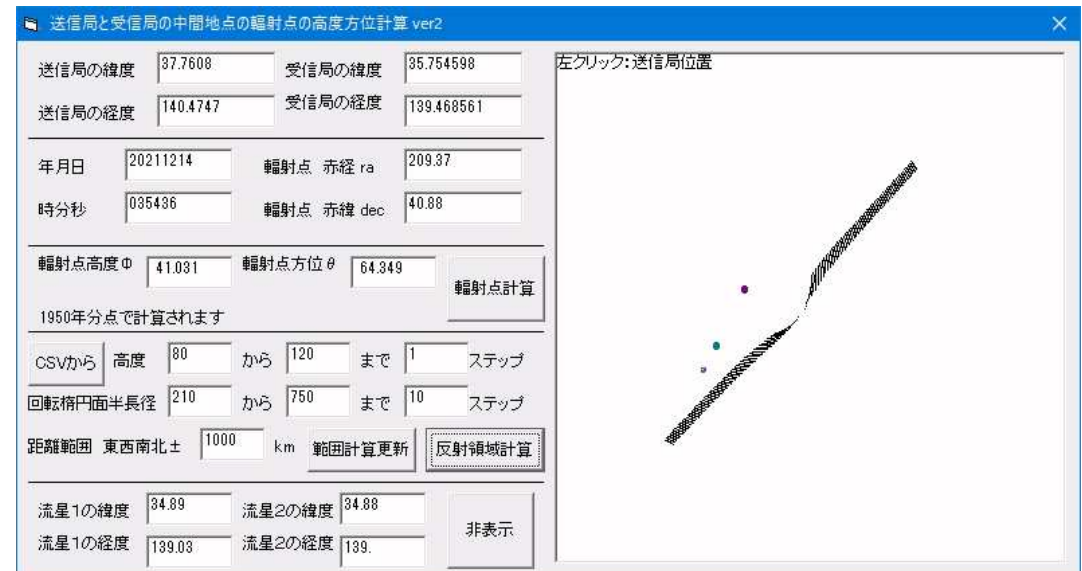 送信局と受信局の中間地点の輻射点の高度方位計算 ver2
送信局の緯度 37.7608 受信局の緯度 35.754598
送信局の経度 140.4747 受信局の経度 139.468561
年月日 20211214 輻射点 赤経 ra 209.37
時分秒 035436 輻射点 赤緯 dec 40.88
輻射点高度Φ 41.031 輻射点方位θ 64.349 輻射点計算
1950年分点で計算されます
CSVから 高度 80 から 120 まで 1 ステップ
回転楕円面半長径 210 から 750 まで 10 ステップ
距離範囲 東西南北± 1000 km 範囲計算更新 反射領域計算
流星1の緯度 34.89 流星2の緯度 34.88 非表示
流星1の経度 139.03 流星2の経度 139.
左クリック:送信局位置